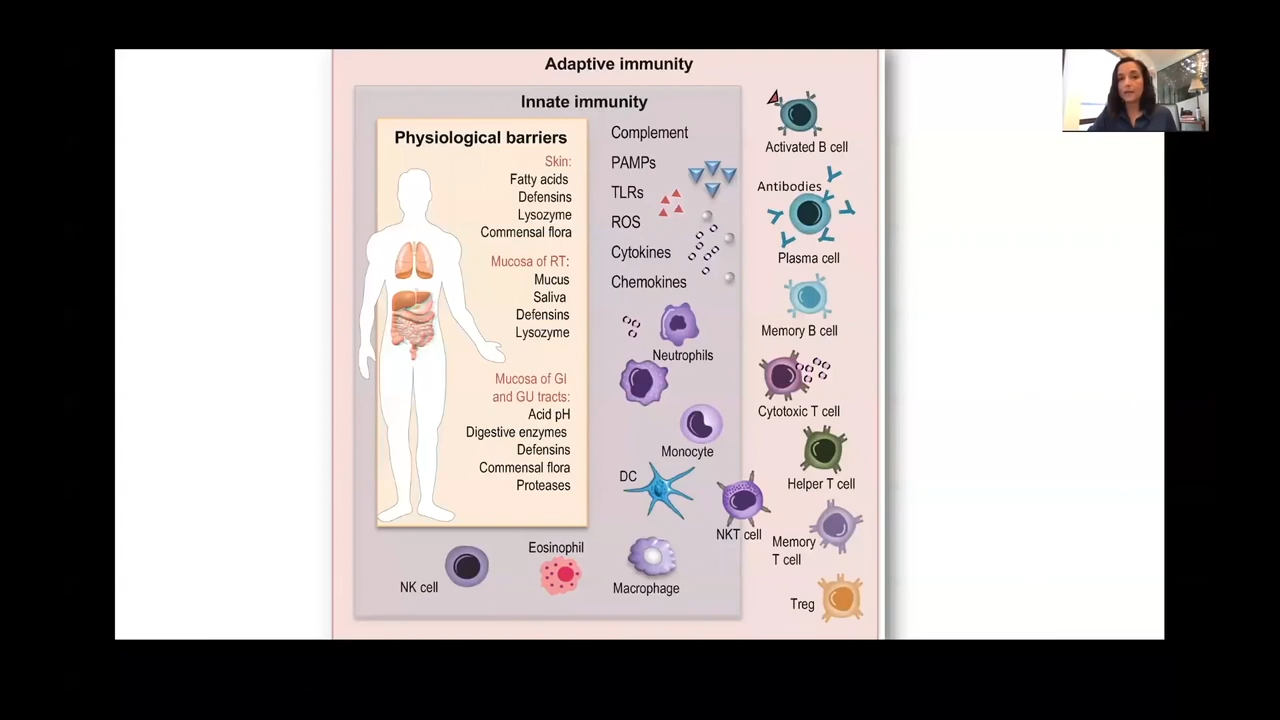 Adaptive immunity
Innate immunity
Physiological barriers
Skin:
Fatty acids
Defensins
Lysozyme
Commensal flora
Mucosa of RT:
Mucus
Saliva
Defensins
Lysozyme
Mucosa of GI
and GU tracts:
Acid pH
Digestive enzymes
Defensins
Commensal flora
Proteases
Complement
PAMPs
TLRs
ROS
Cytokines
Chemokines
Neutrophils
Monocyte
DC
NKT cell
NK cell
Eosinophil
Macrophage
Activated B cell
Antibodies
Plasma cell
Memory B cell
Cytotoxic T cell
Helper T cell
Memory
T cell
Treg